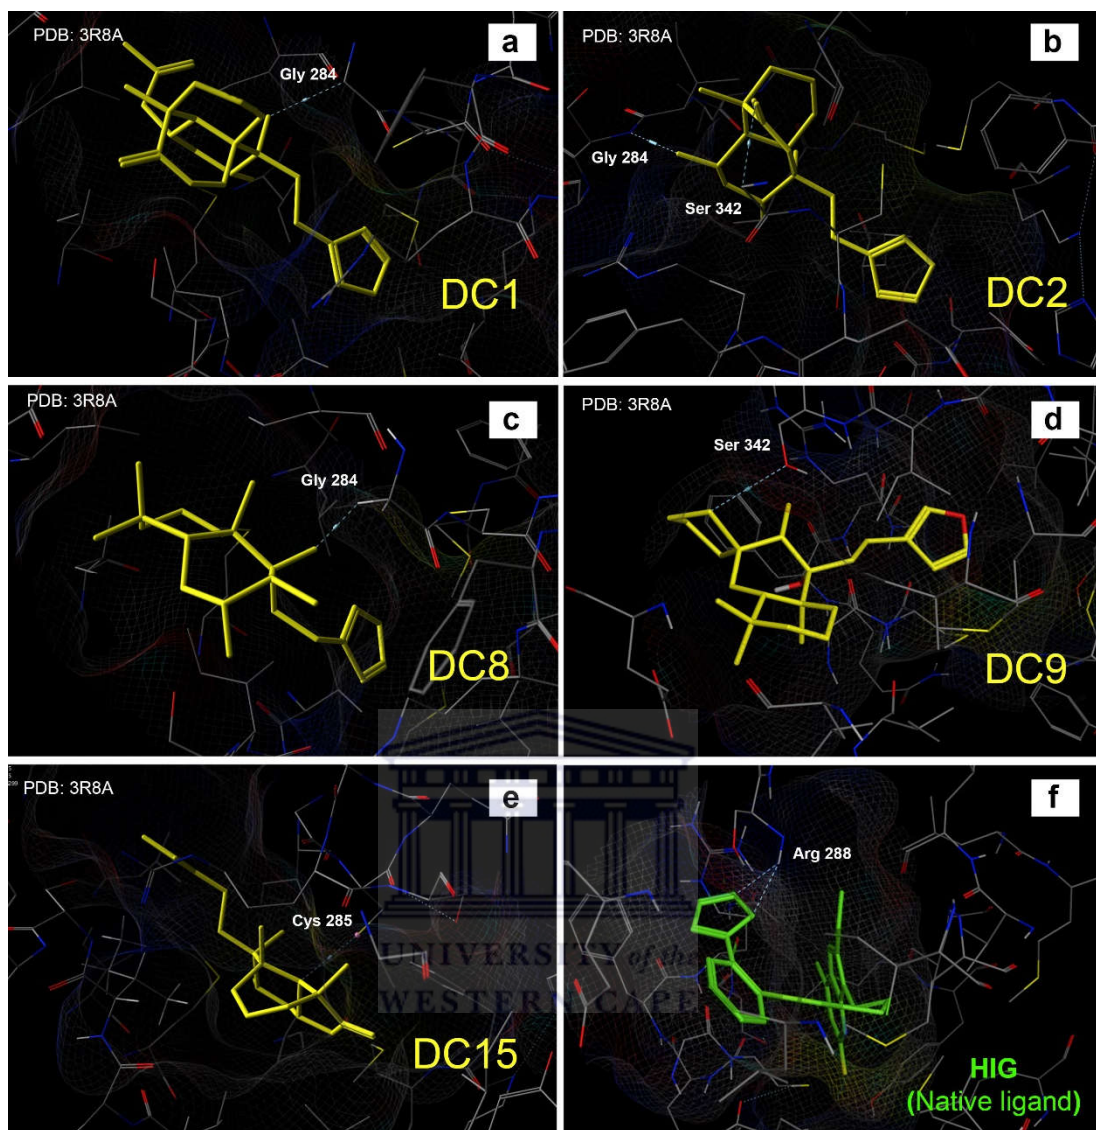 PDB: 3R8A
a
Gly 284
DC1
PDB: 3R8A
b
Gly 284
Ser 342
DC2
PDB: 3R8A
c
Gly 284
DC8
PDB: 3R8A
d
Ser 342
DC9
PDB: 3R8A
e
Cys 285
DC15
f
Arg 288
HIG
(Native ligand)
UNIVERSITY of the
WESTERN CAPE